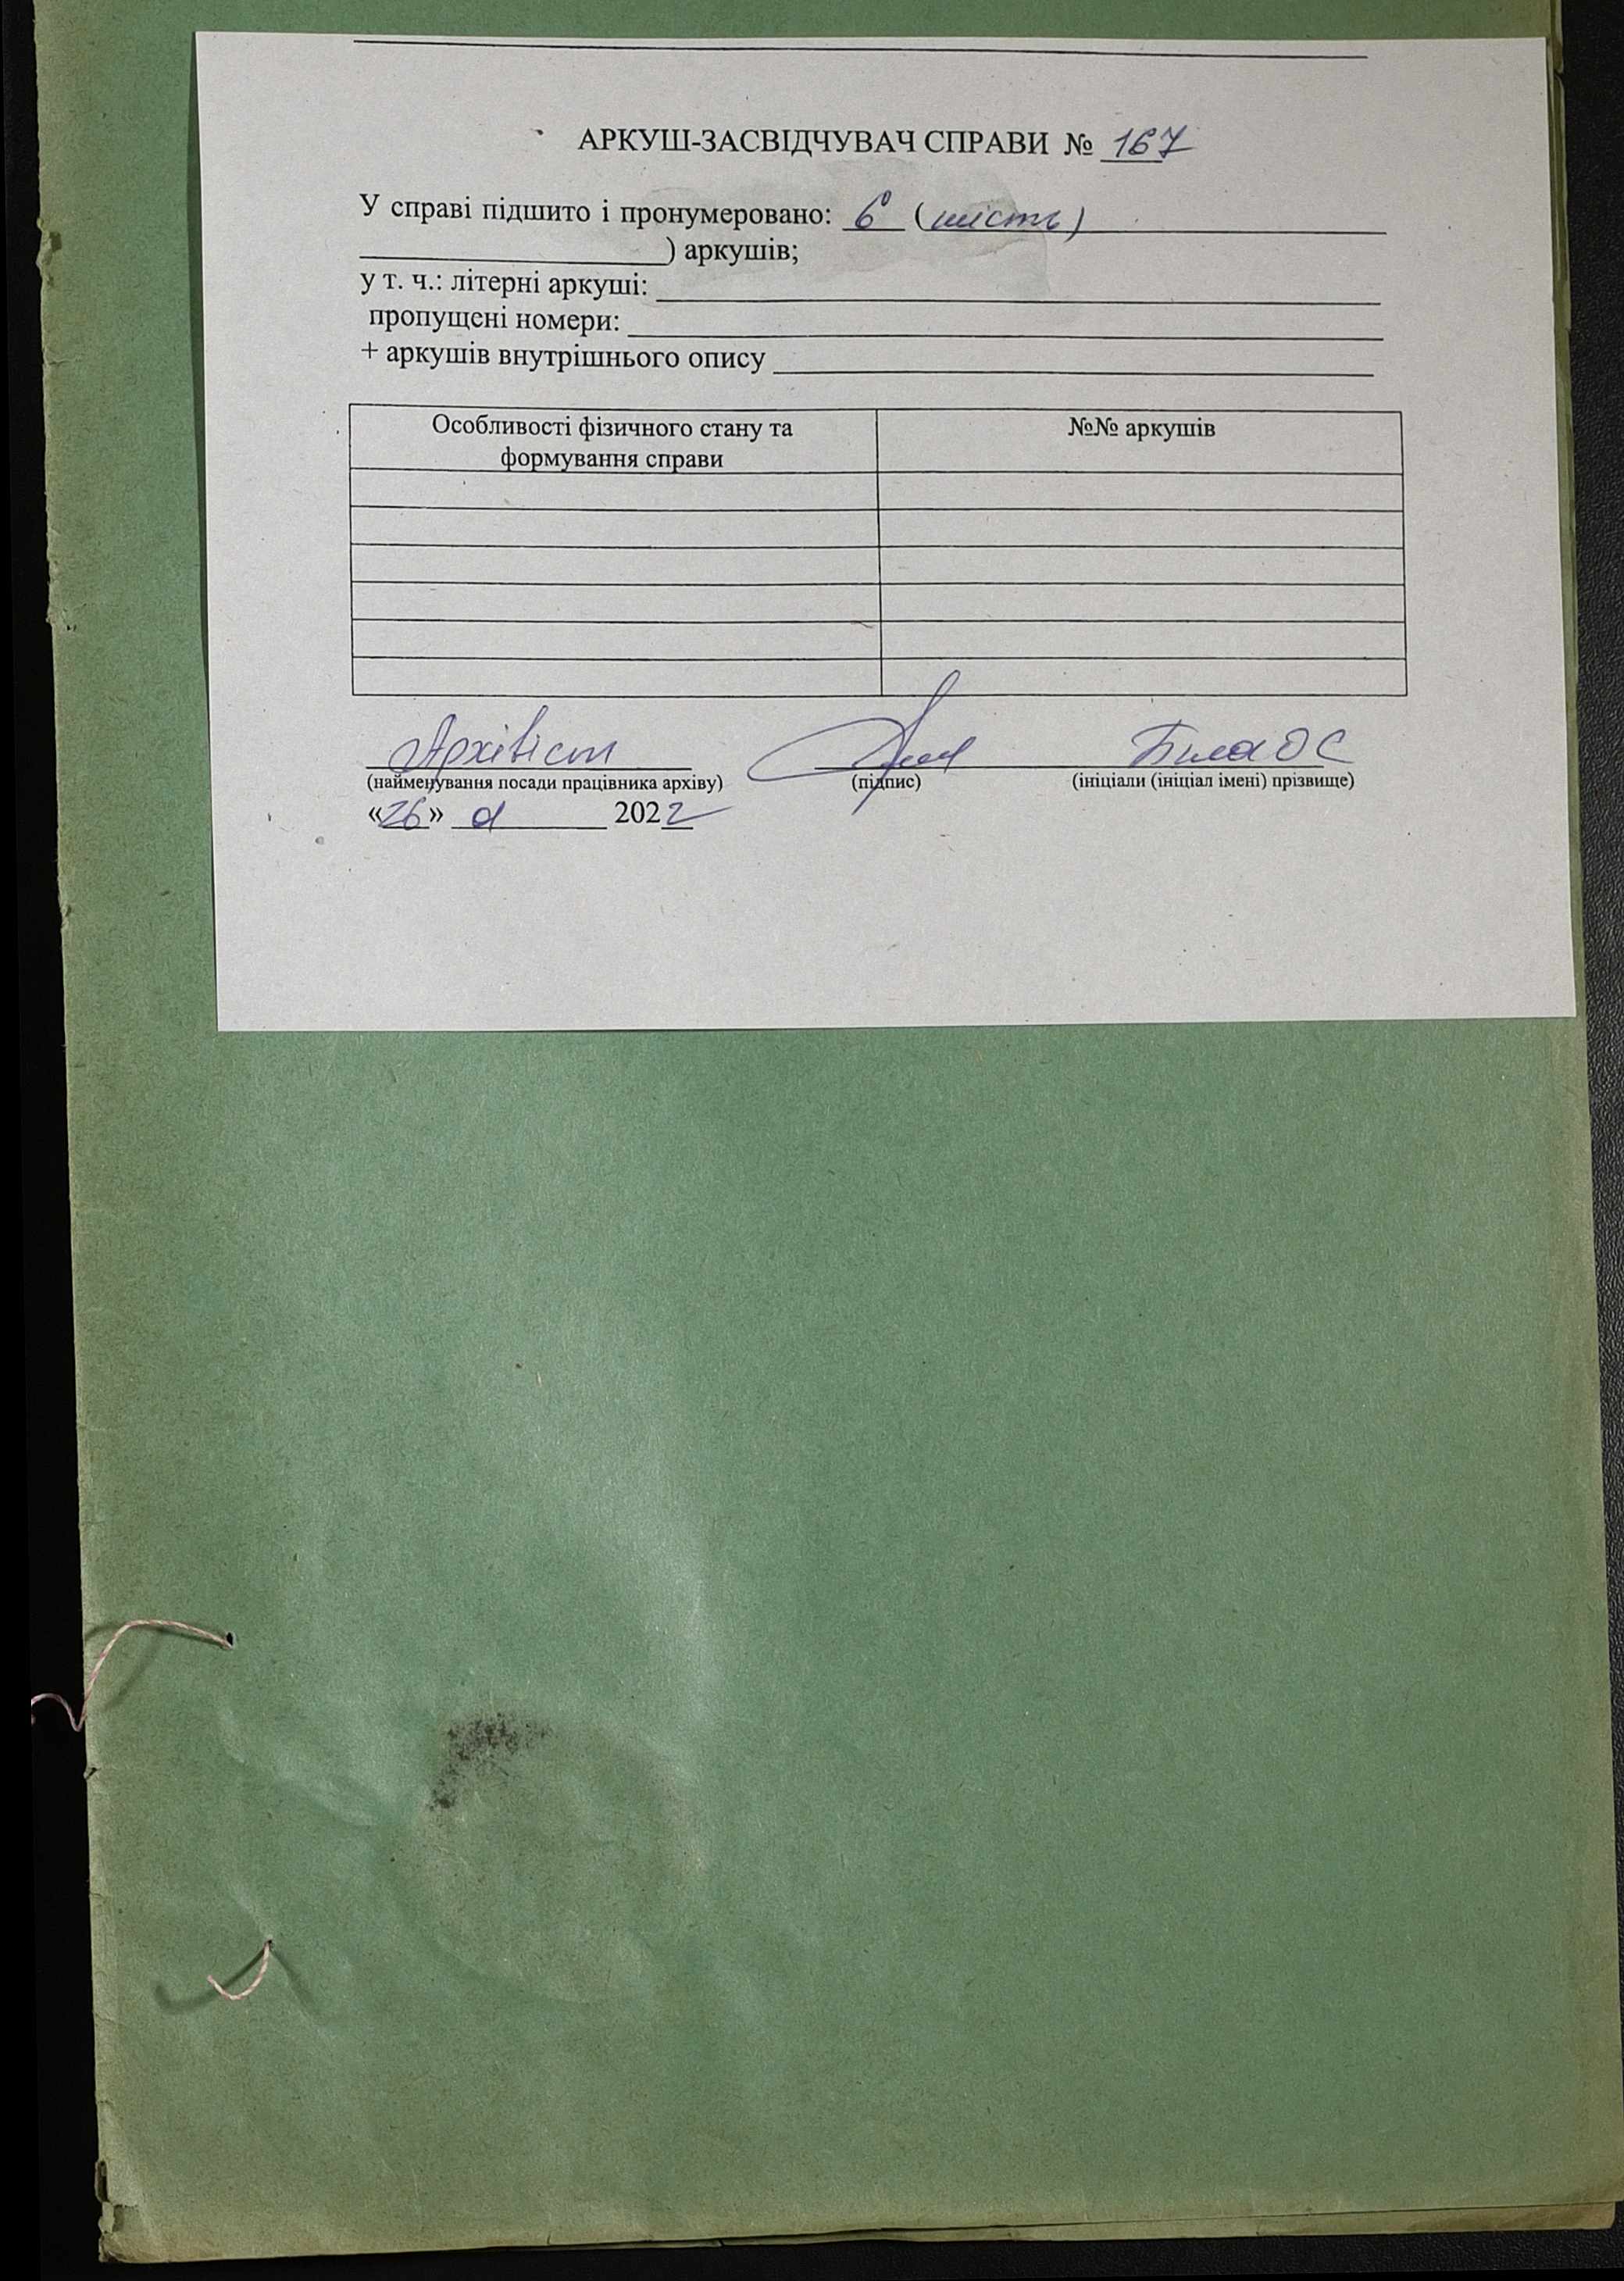 АРКУШ-ЗАСВІДЧУВАЧ СПРАВИ № 167
У справі підшито і пронумеровано: 6 (шість)
) аркушів;
у т. ч.: літерні аркуші:
пропущені номери:
+ аркушів внутрішнього опису
Особливості фізичного стану та формування справи
№№ аркушів
Архівіст Біла О С
(найменування посади працівника архіву) (підпис) (ініціали (ініціал імені) прізвище)
«26» 2022